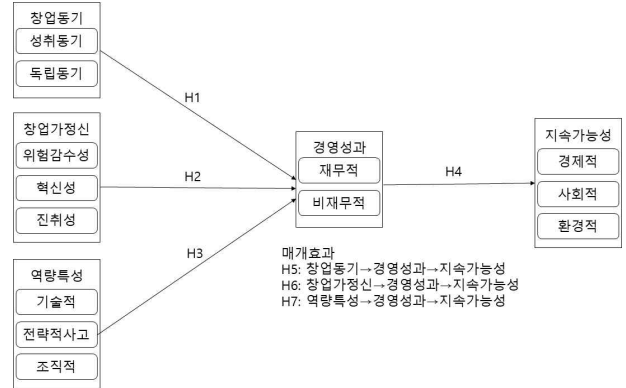 창업동기
성취동기
독립동기
H1
창업가정신
위험감수성
혁신성
진취성
H2
경영성과
재무적
비재무적
H4
지속가능성
경제적
사회적
환경적
H3
역량특성
기술적
전략적사고
조직적
매개효과
H5: 창업동기→경영성과→지속가능성
H6: 창업가정신→경영성과→지속가능성
H7: 역량특성→경영성과→지속가능성